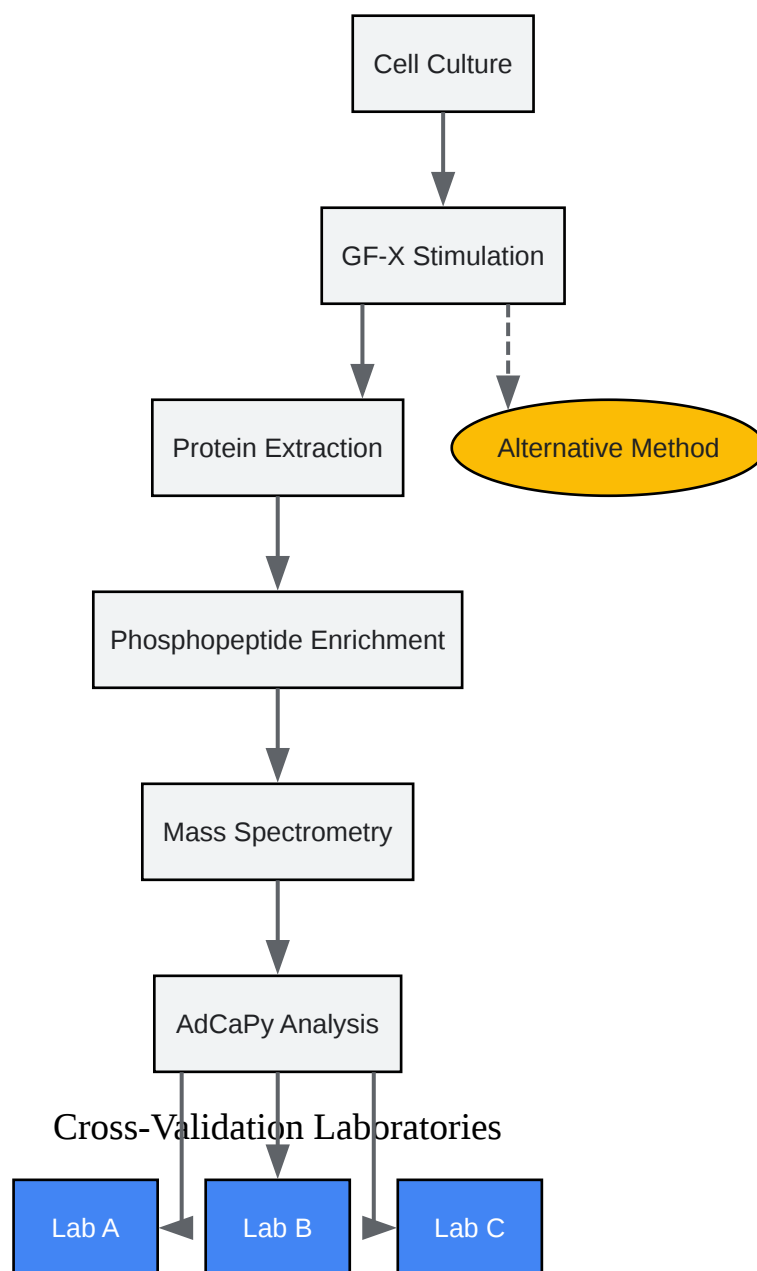 Cell Culture
GF-X Stimulation
Protein Extraction
Alternative Method
Phosphopeptide Enrichment
Mass Spectrometry
AdCaPy Analysis
Cross-Validation Laboratories
Lab A
Lab B
Lab C